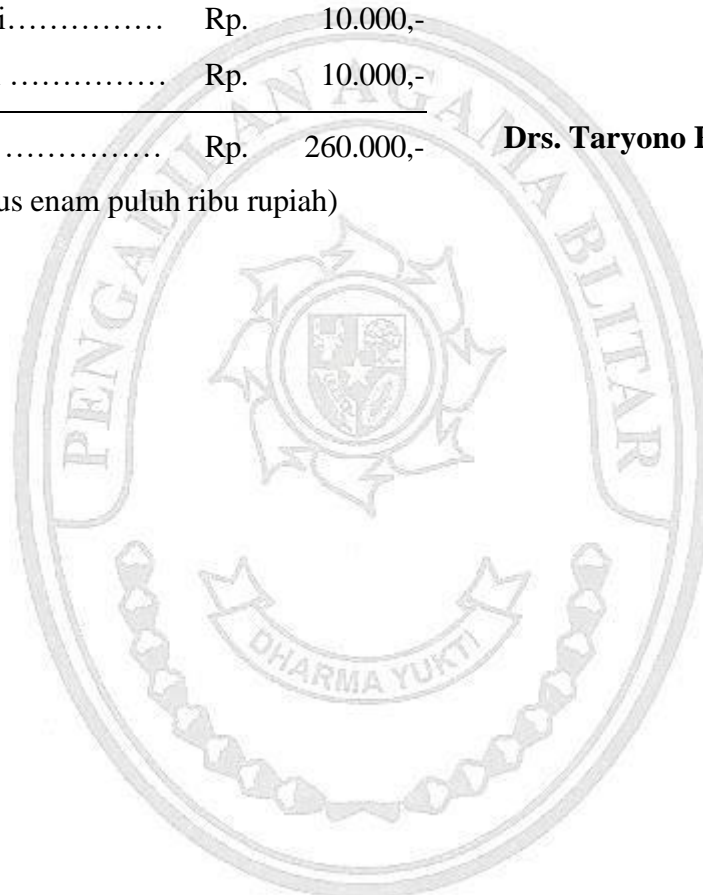 i…………… Rp. 10.000,-
…………… Rp. 10.000,-
…………… Rp. 260.000,-
Drs. Taryono
us enam puluh ribu rupiah)
PENGADILAN AGAMA BLITAR
DHARMA YUKTI